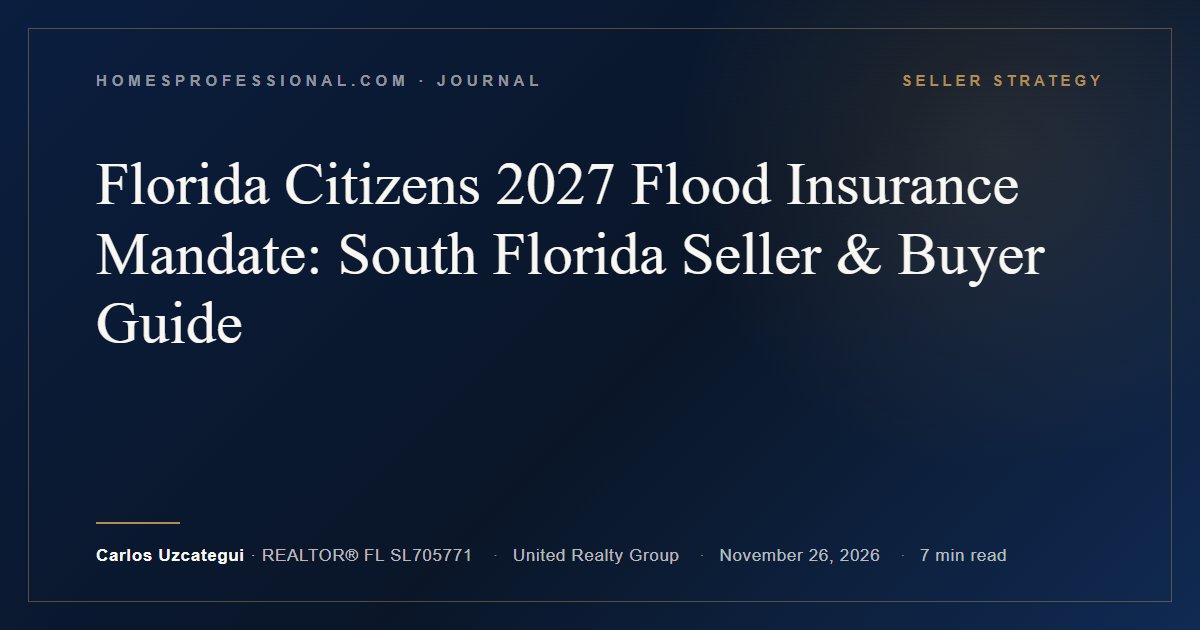 HOMESPROFESSIONAL.COM · JOURNAL
SELLER STRATEGY
Florida Citizens 2027 Flood Insurance
Mandate: South Florida Seller & Buyer
Guide
Carlos Uzcategui · REALTOR® FL SL705771 · United Realty Group · November 26, 2026 · 7 min read